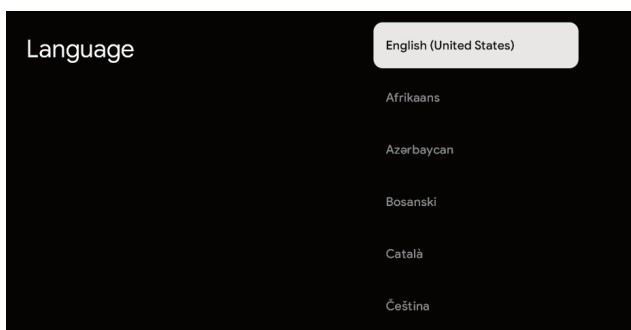 Language
English (United States)
Afrikaans
Azərbaycan
Bosanski
Català
Čeština